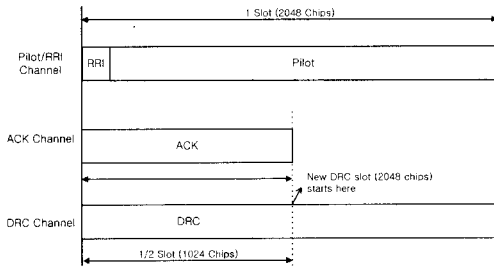 1 Slot (2048 Chips)
Pilot/RRI
Channel
RRI
Pilot
ACK Channel
ACK
New DRC slot (2048 chips)
starts here
DRC Channel
DRC
1/2 Slot (1024 Chips)